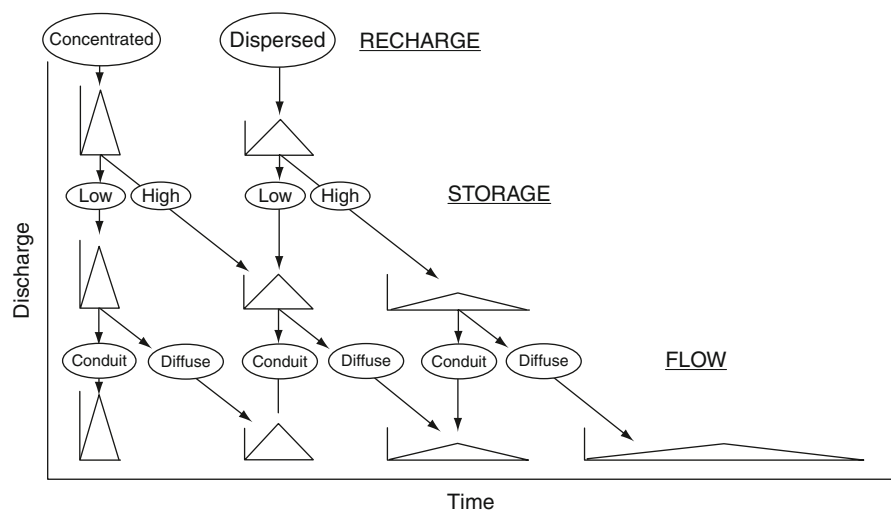 Concentrated Dispersed RECHARGE
Low High Low High STORAGE
Discharge
Conduit Diffuse Conduit Diffuse Conduit Diffuse FLOW
Time